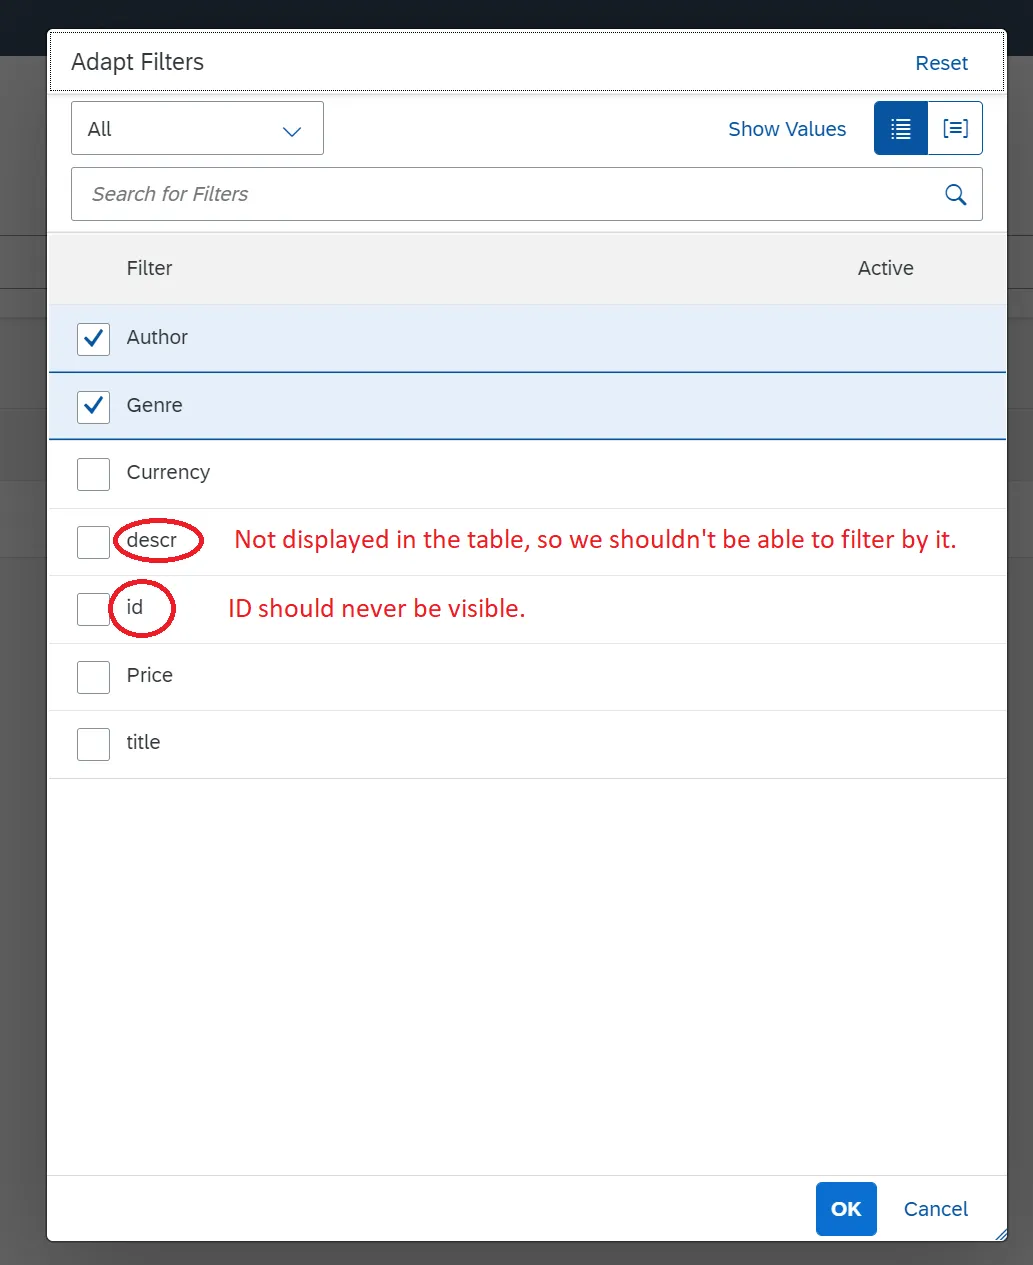 Adapt Filters
Reset
All
Show Values
Search for Filters
Filter
Active
Author
Genre
Currency
descr
Not displayed in the table, so we shouldn't be able to filter by it.
id
ID should never be visible.
Price
title
OK
Cancel